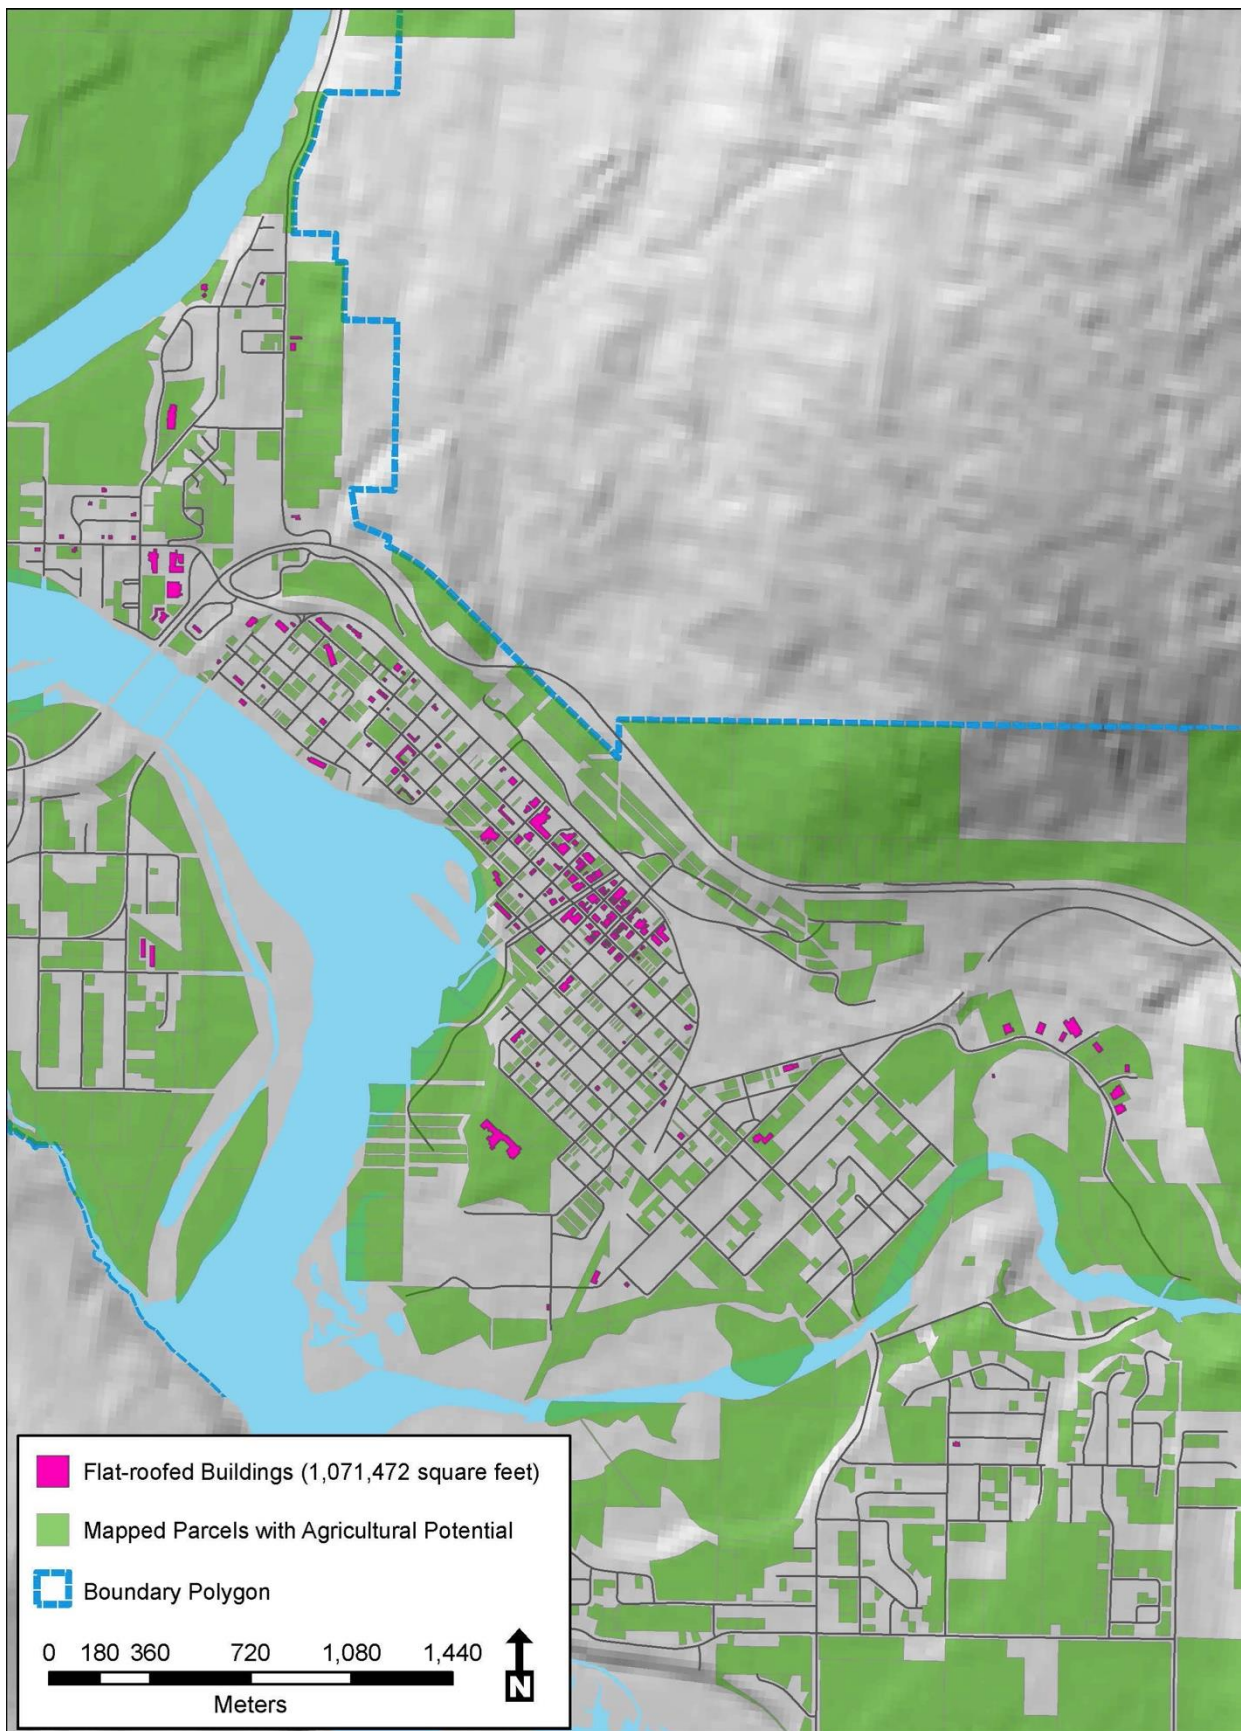 Flat-roofed Buildings (1,071,472 square feet)
Mapped Parcels with Agricultural Potential
Boundary Polygon
0 180 360 720 1,080 1,440
Meters
N